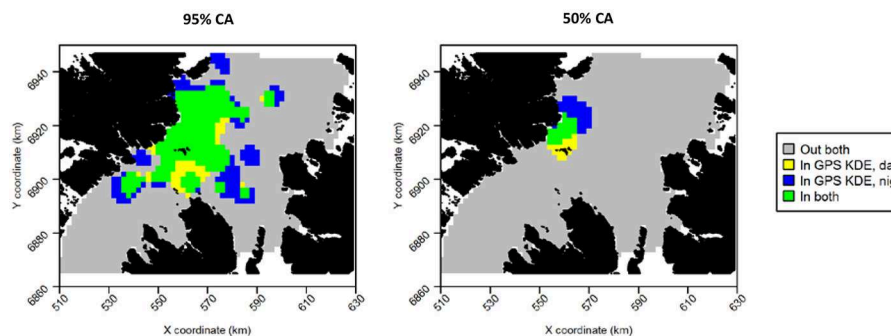 95% CA
50% CA
Y coordinate (km)
6940
6920
6900
6880
6860
510
530
550
570
590
610
630
X coordinate (km)
Y coordinate (km)
6940
6920
6900
6880
6860
510
530
550
570
590
610
630
X coordinate (km)
Out both
In GPS KDE, da
In GPS KDE, nig
In both